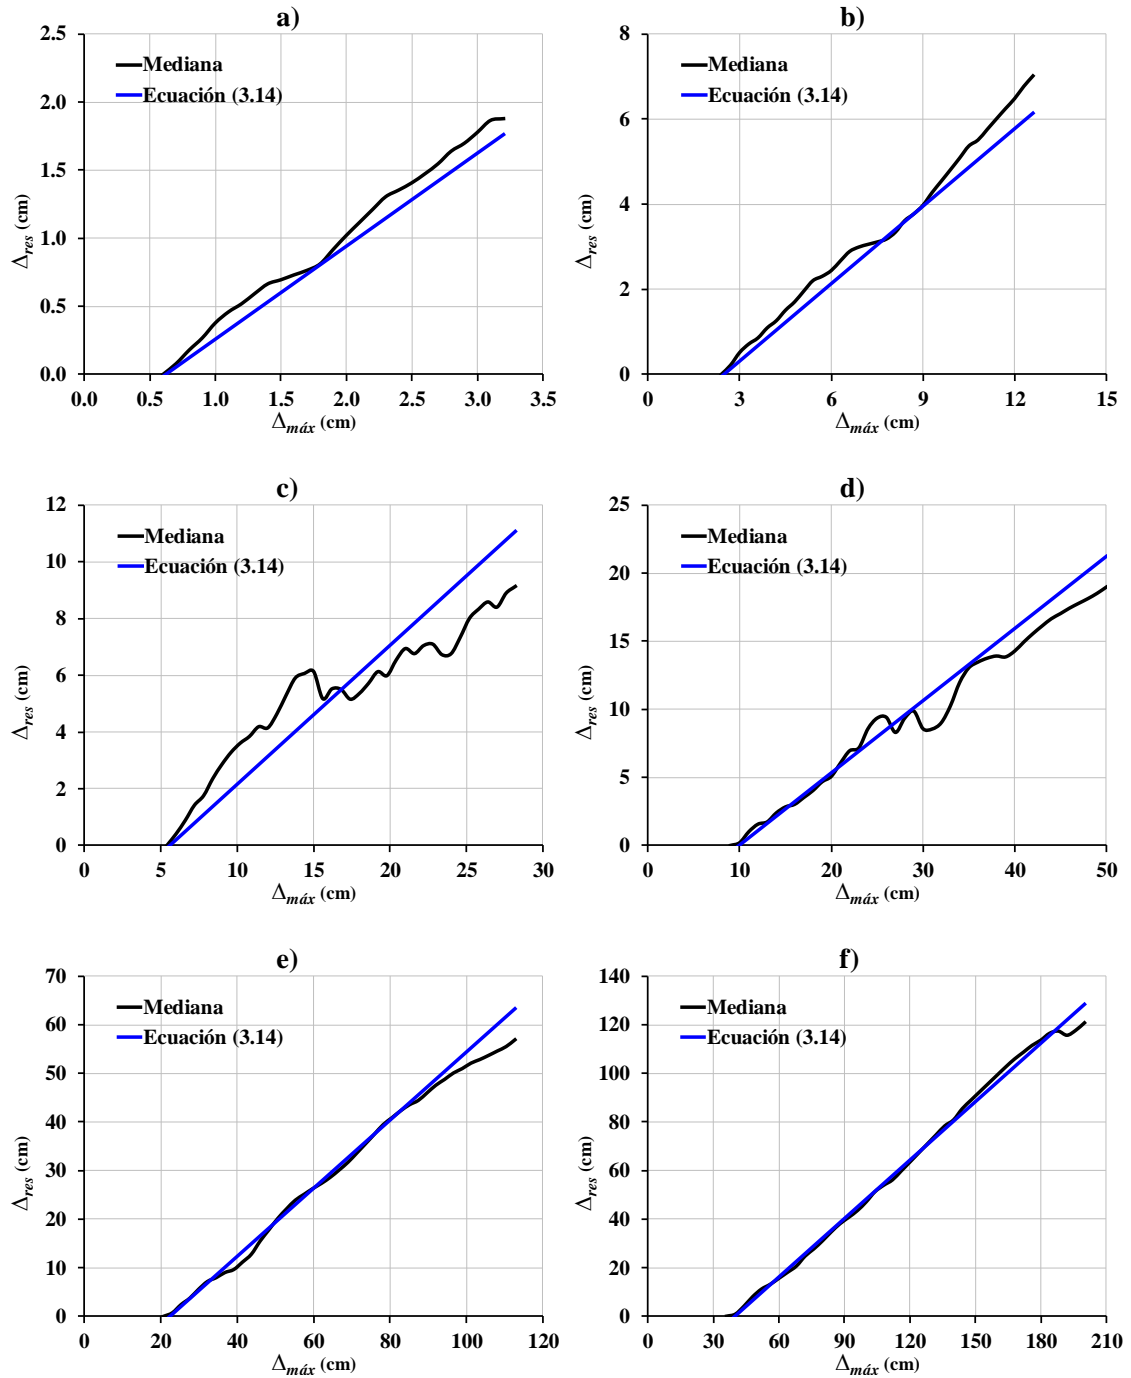 a)
2.5
2.0
1.5
1.0
0.5
0.0
Δres (cm)
Mediana
Ecuación (3.14)
0.0 0.5 1.0 1.5 2.0 2.5 3.0 3.5
Δmáx (cm)
b)
8
6
4
2
0
Δres (cm)
Mediana
Ecuación (3.14)
0 3 6 9 12 15
Δmáx (cm)
c)
12
10
8
6
4
2
0
Δres (cm)
Mediana
Ecuación (3.14)
0 5 10 15 20 25 30
Δmáx (cm)
d)
25
20
15
10
5
0
Δres (cm)
Mediana
Ecuación (3.14)
0 10 20 30 40 50
Δmáx (cm)
e)
70
60
50
40
30
20
10
0
Δres (cm)
Mediana
Ecuación (3.14)
0 20 40 60 80 100 120
Δmáx (cm)
f)
140
120
100
80
60
40
20
0
Δres (cm)
Mediana
Ecuación (3.14)
0 30 60 90 120 150 180 210
Δmáx (cm)